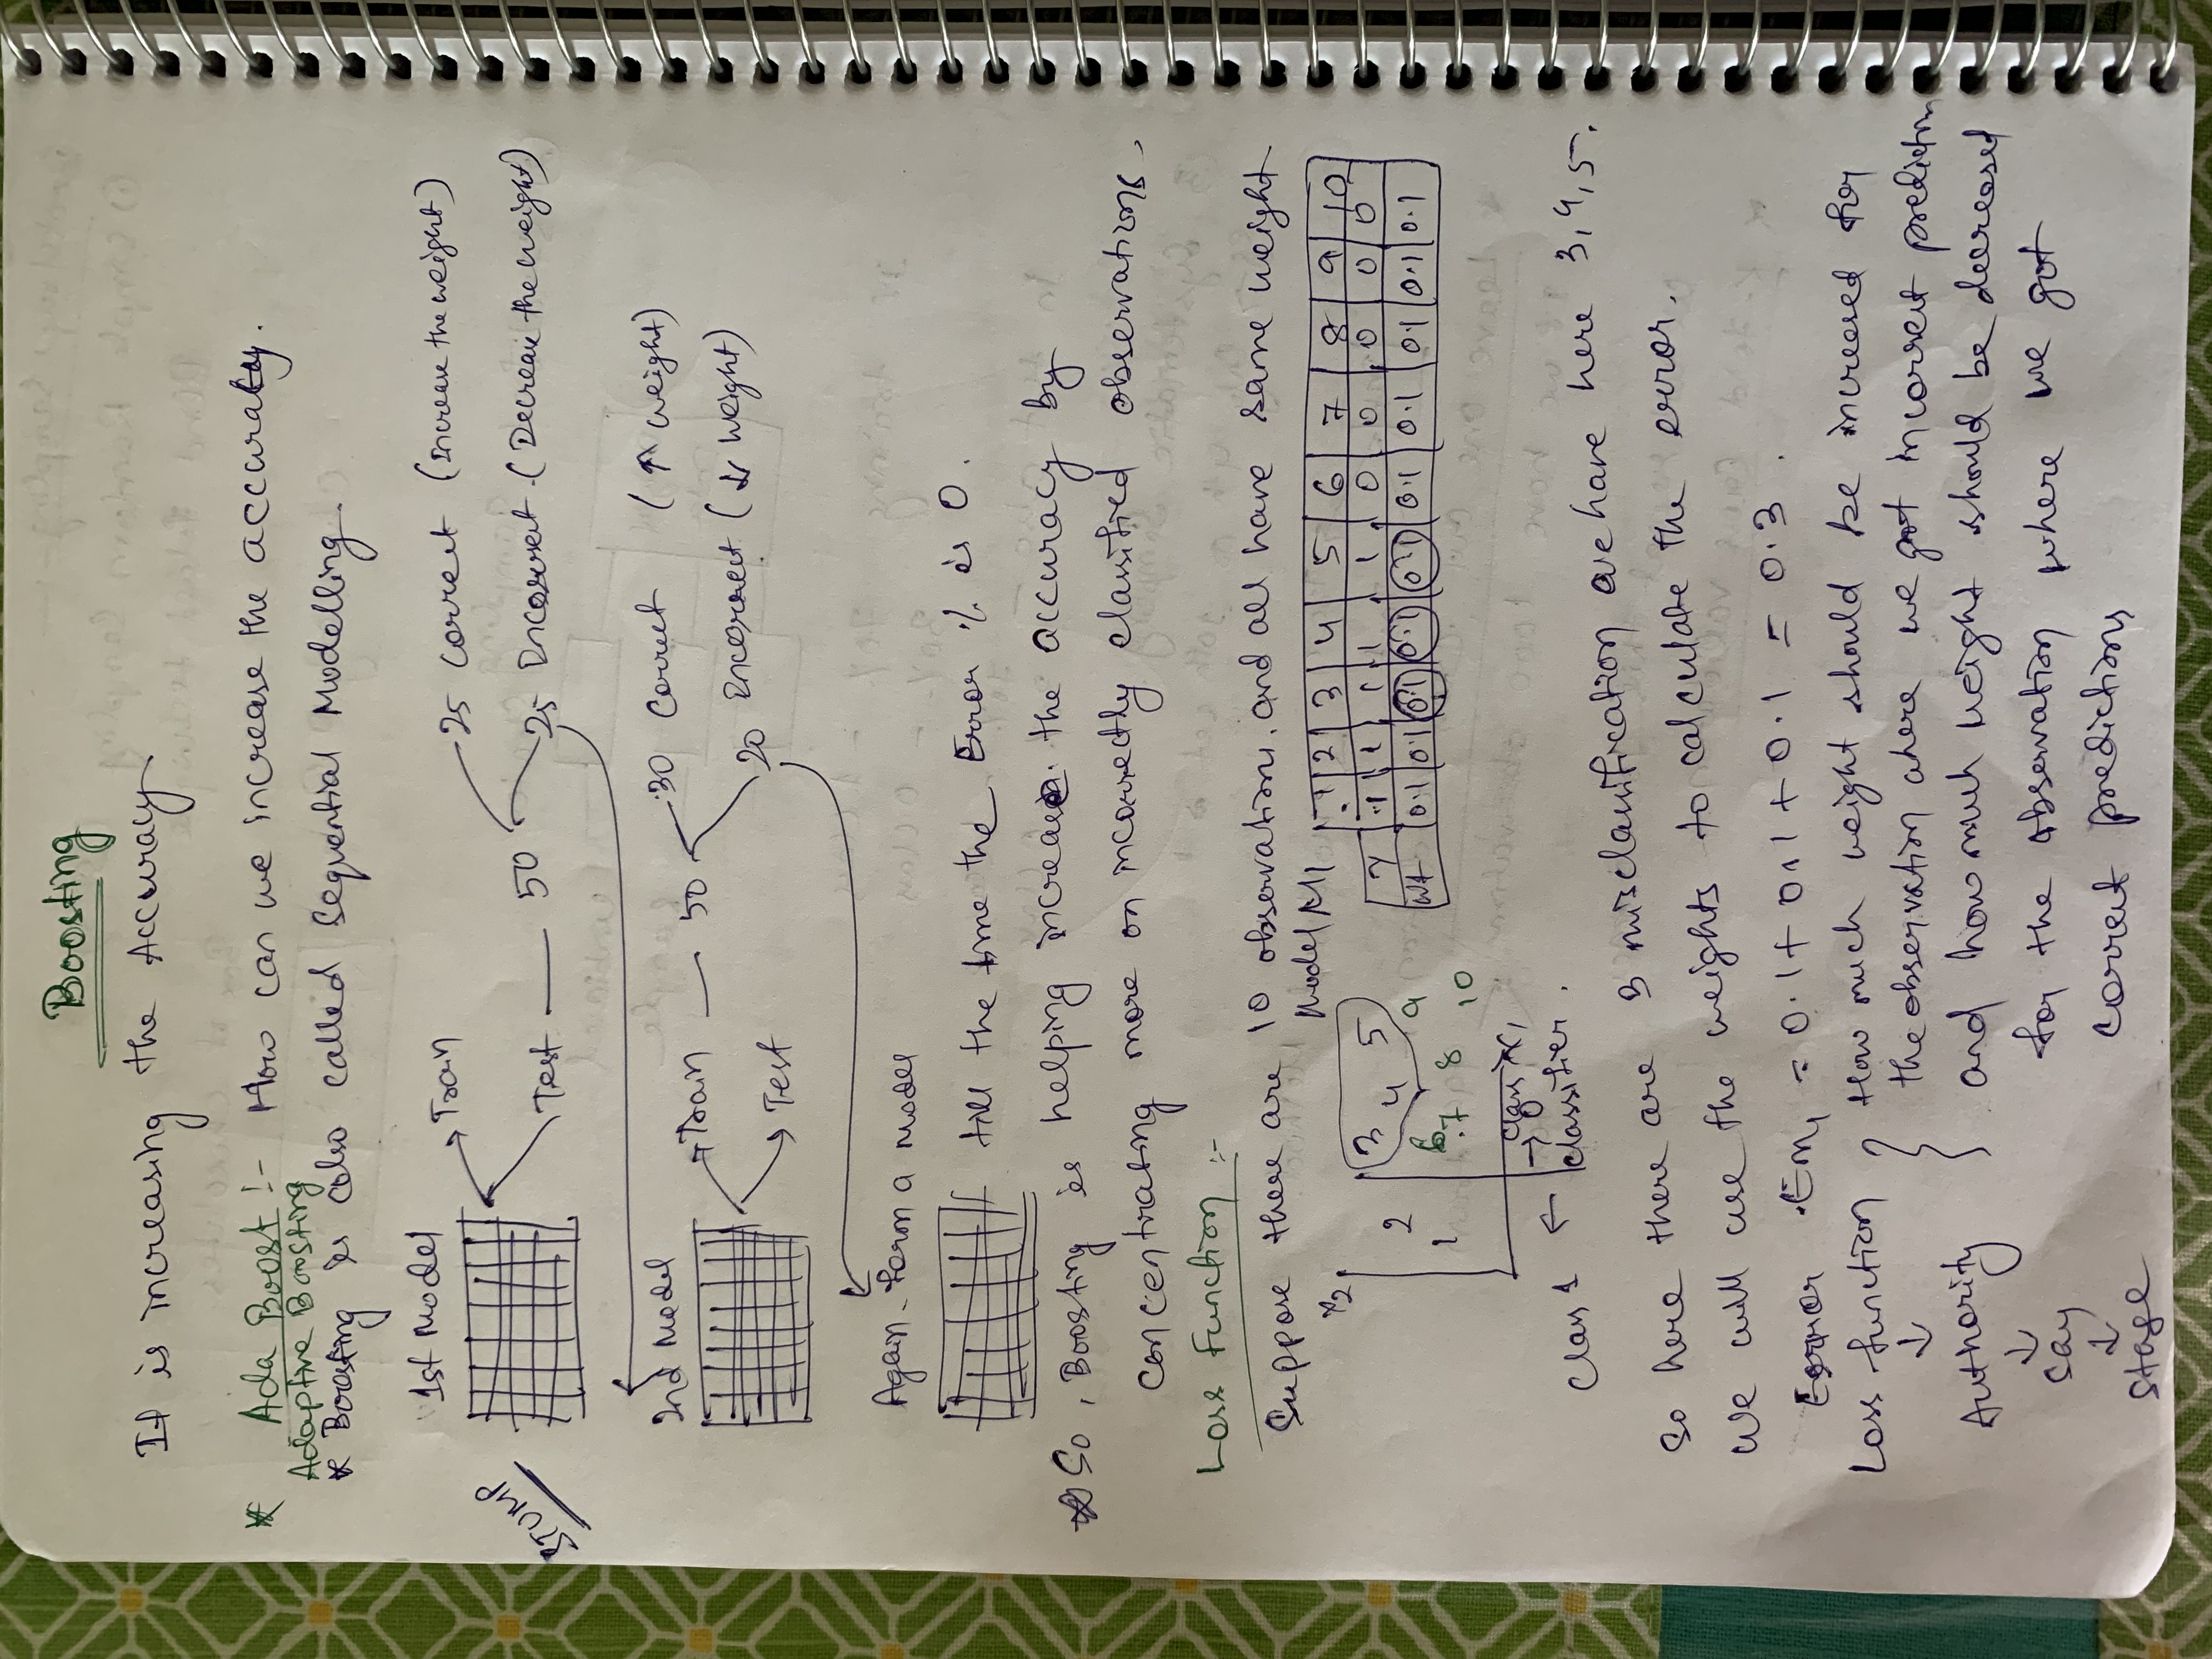 Boosting
It is increasing the Accuracy
* Ada Boost :- How can we increase the accuracy.
Adaptive Boosting
* Boosting is also called Sequential Modelling.
STUMP
1st Model
Train
Test — 50
25 Correct (Increase the weight)
25 Incorrect (Decrease the weight)
2nd Model
Train — 50
Test
30 Correct (↑ weight)
20 Incorrect (↓ weight)
Again form a model
till the time the Error % is 0.
* So, Boosting is helping increase the accuracy by
concentrating more on incorrectly classified observations.
Loss Function :-
Suppose there are 10 observations. and all have same weight
Model M1
1 2 3 4 5 6 7 8 9 10
Y 1 1 1 1 1 0 0 0 0 0
wt 0.1 0.1 0.1 0.1 0.1 0.1 0.1 0.1 0.1 0.1
x2
3 4 5
2
1
6 7 8 9 10
class x1
→ 0
Class 1 ←
classifier.
So here there are 3 misclassification we have here 3, 4, 5.
We will use the weights to calculate the error.
Error Em1 = 0.1 + 0.1 + 0.1 = 0.3.
Loss function
↓
Authority
↓
Say
↓
Stage
How much weight should be increased for
the observation where we got incorrect prediction
and how much weight should be decreased
for the observation where we got
correct predictions